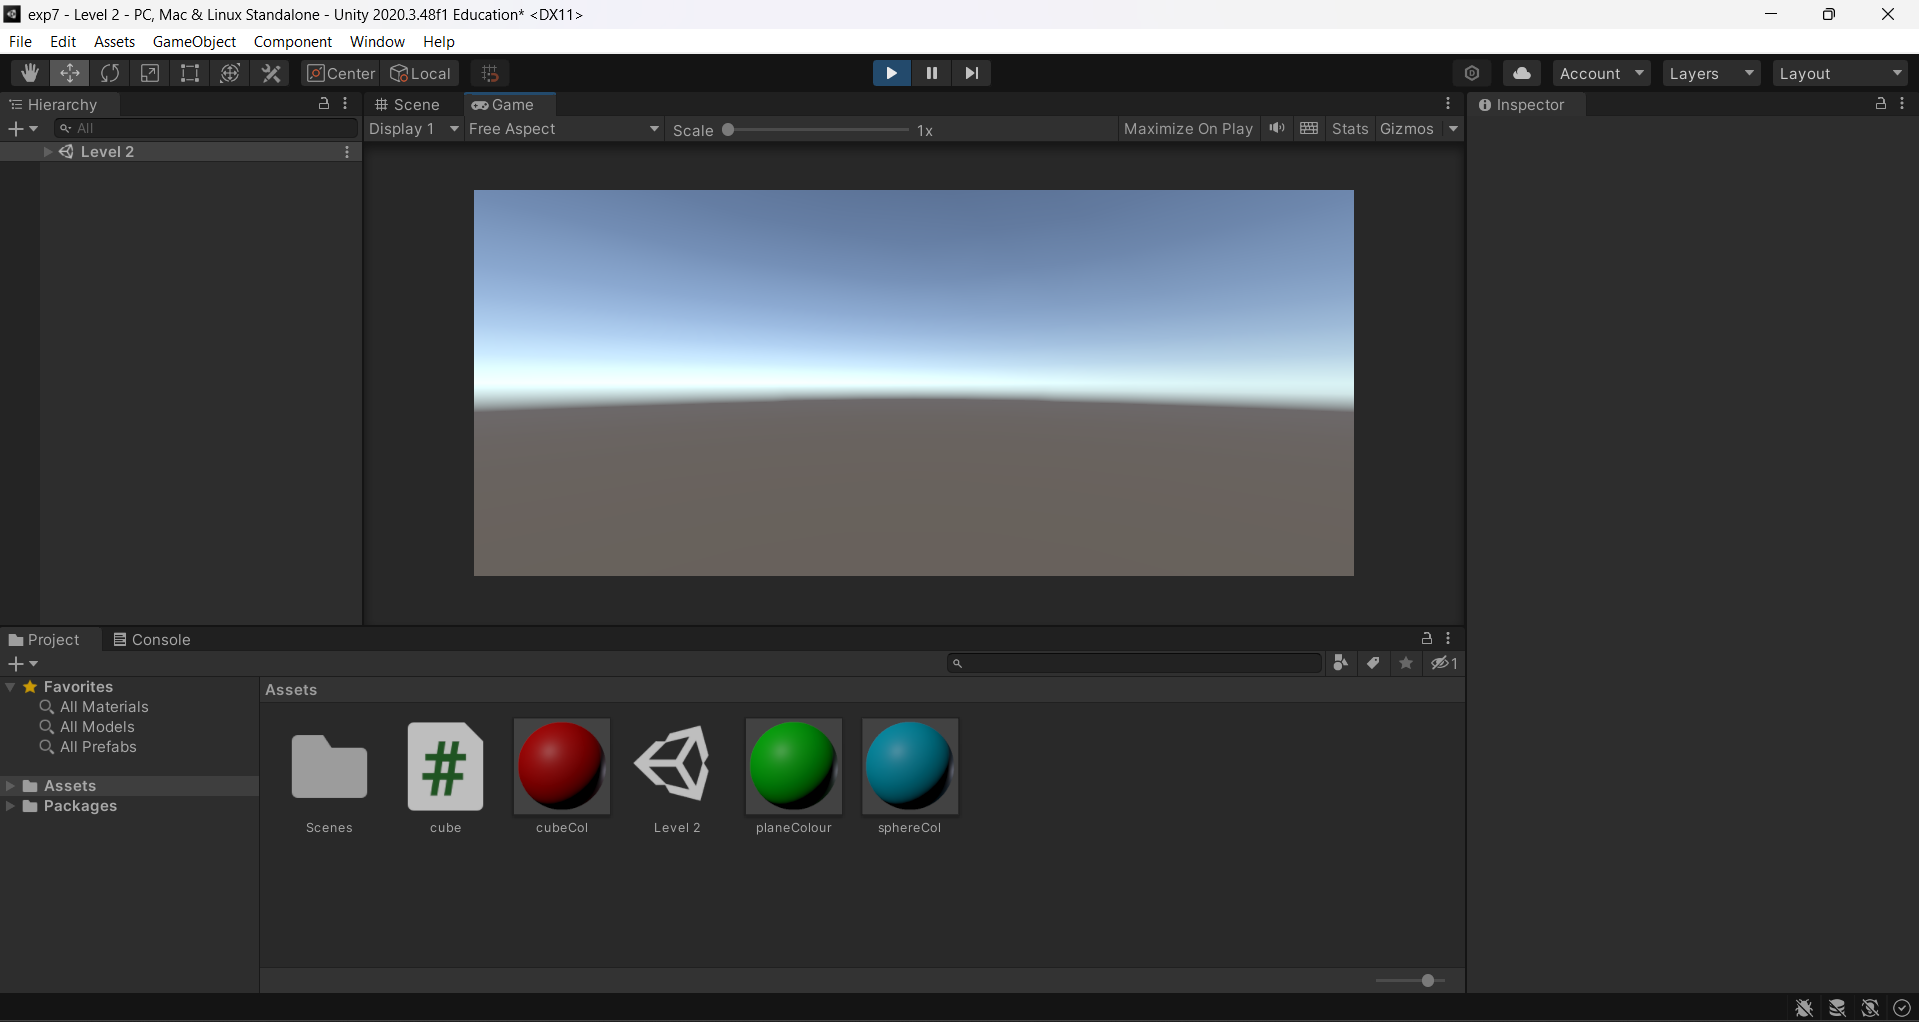 exp7 - Level 2 - PC, Mac & Linux Standalone - Unity 2020.3.48f1 Education* <DX11>
File Edit Assets GameObject Component Window Help
Center Local Account Layers Layout
Hierarchy Scene Game Inspector
All Display 1 Free Aspect Scale 1x Maximize On Play Stats Gizmos
Level 2
Project Console
1
Favorites Assets
All Materials
All Models
All Prefabs
Assets
Packages
Scenes cube cubeCol Level 2 planeColour sphereCol